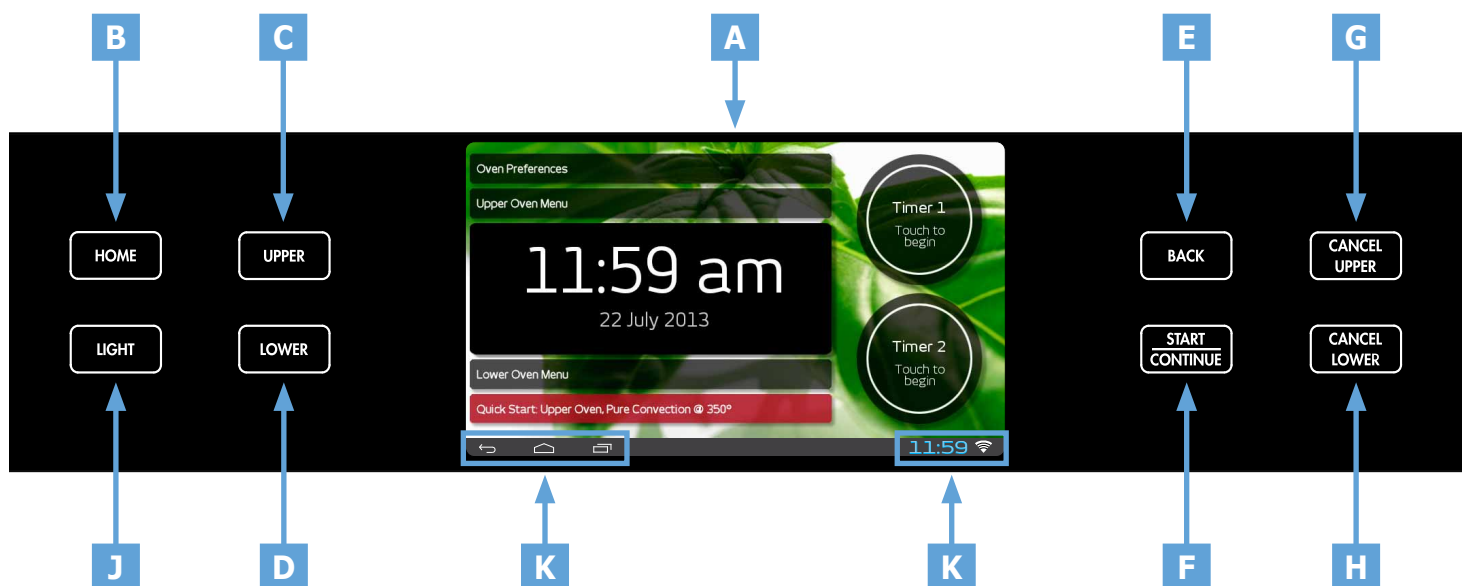 B
C
A
E
G
Oven Preferences
Upper Oven Menu
11:59 am
22 July 2013
Lower Oven Menu
Quick Start: Upper Oven, Pure Convection @ 350°
Timer 1
Touch to
begin
Timer 2
Touch to
begin
11:59
HOME
UPPER
LIGHT
LOWER
BACK
CANCEL
UPPER
START
CONTINUE
CANCEL
LOWER
J
D
K
K
F
H